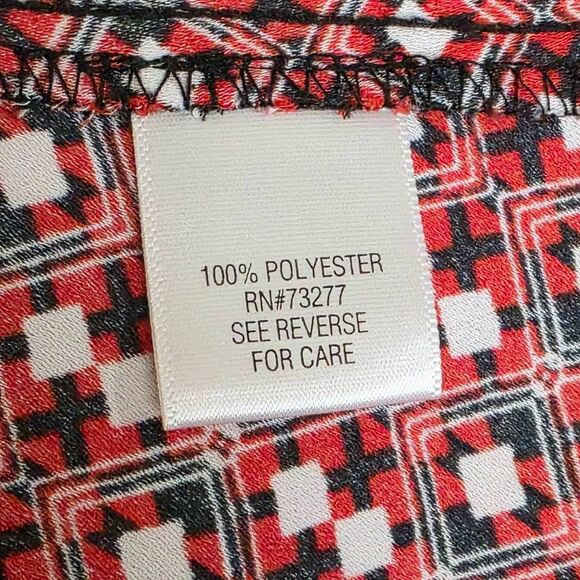 100% POLYESTER
RN#73277
SEE REVERSE
FOR CARE